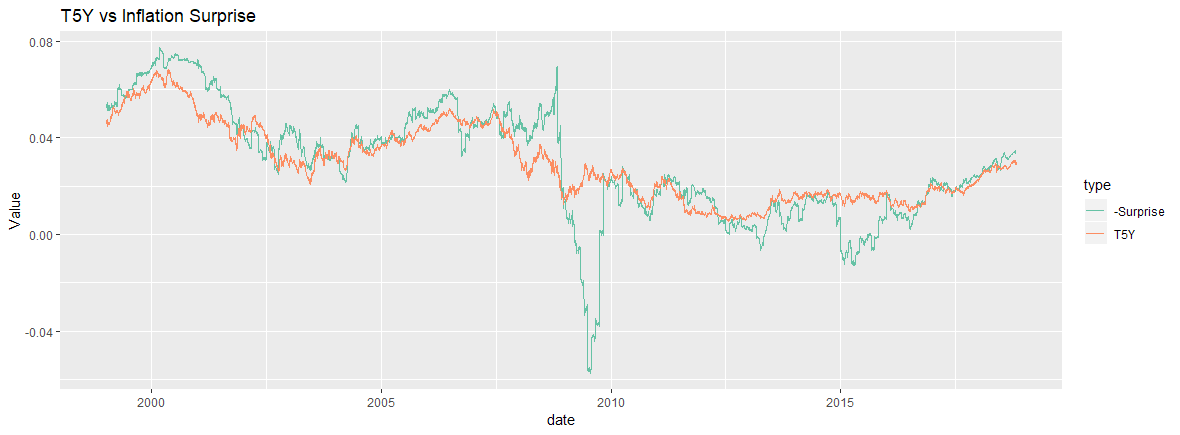 T5Y vs Inflation Surprise
0.08
0.04
0.00
-0.04
Value
2000
2005
2010
2015
date
type
-Surprise
T5Y